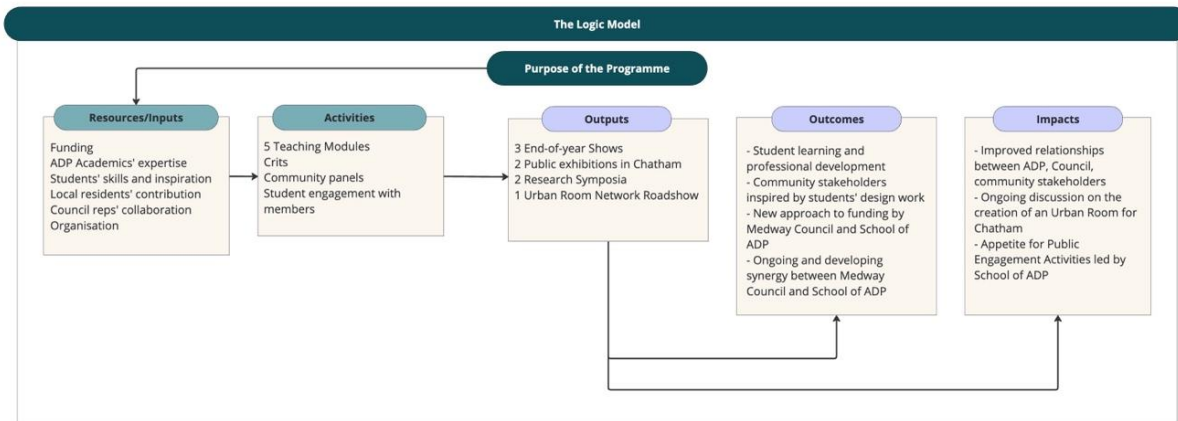 The Logic Model
Purpose of the Programme
Resources/Inputs
Funding
ADP Academics' expertise
Students' skills and inspiration
Local residents' contribution
Council reps' collaboration
Organisation
Activities
5 Teaching Modules
Crits
Community panels
Student engagement with
members
Outputs
3 End-of-year Shows
2 Public exhibitions in Chatham
2 Research Symposia
1 Urban Room Network Roadshow
Outcomes
- Student learning and
professional development
- Community stakeholders
inspired by students' design work
- New approach to funding by
Medway Council and School of
ADP
- Ongoing and developing
synergy between Medway
Council and School of ADP
Impacts
- Improved relationships
between ADP, Council,
community stakeholders
- Ongoing discussion on the
creation of an Urban Room for
Chatham
- Appetite for Public
Engagement Activities led by
School of ADP